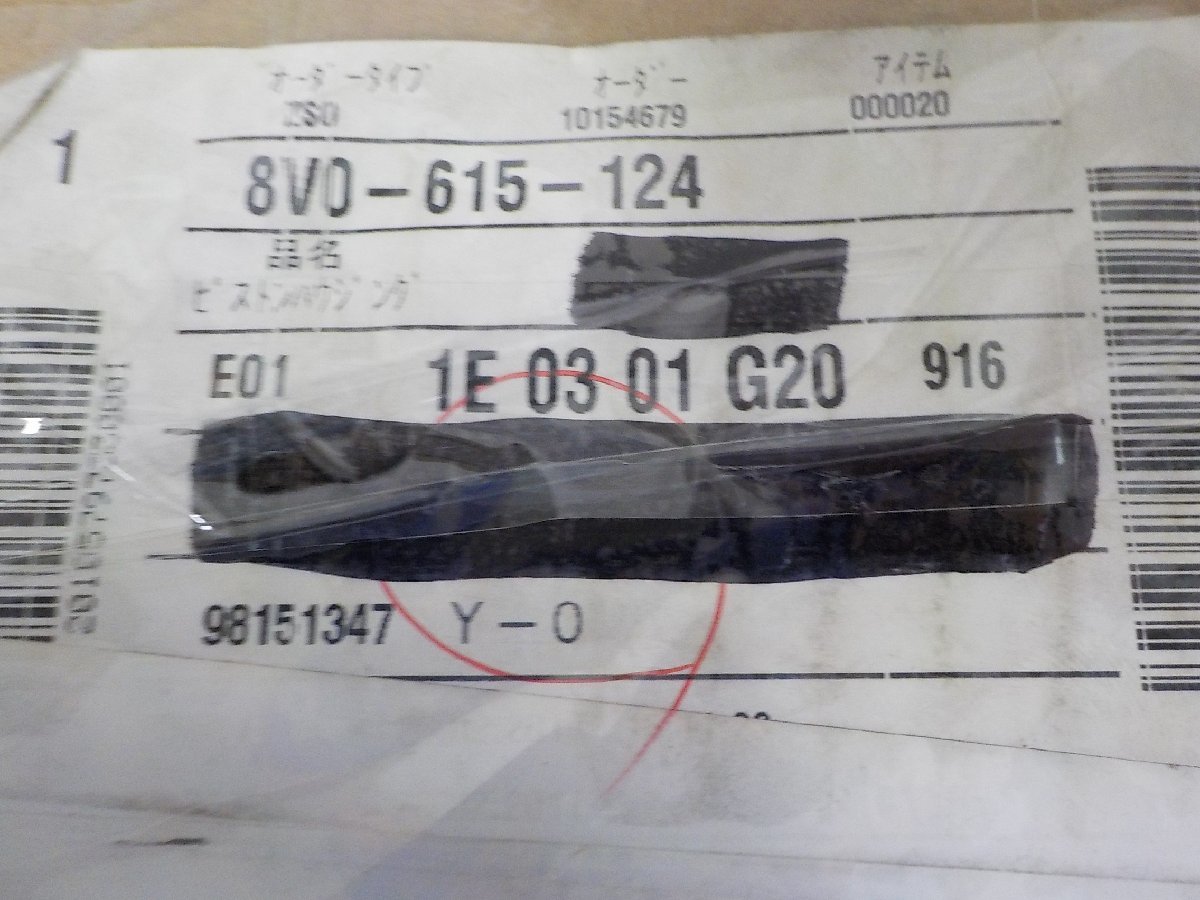 オーダータイプ オーダー アイテム
ZSO 10154679 000020
1
8V0-615-124
品名
ピストンハウジング
E01 1E 03 01 G20 916
98151347 Y-0